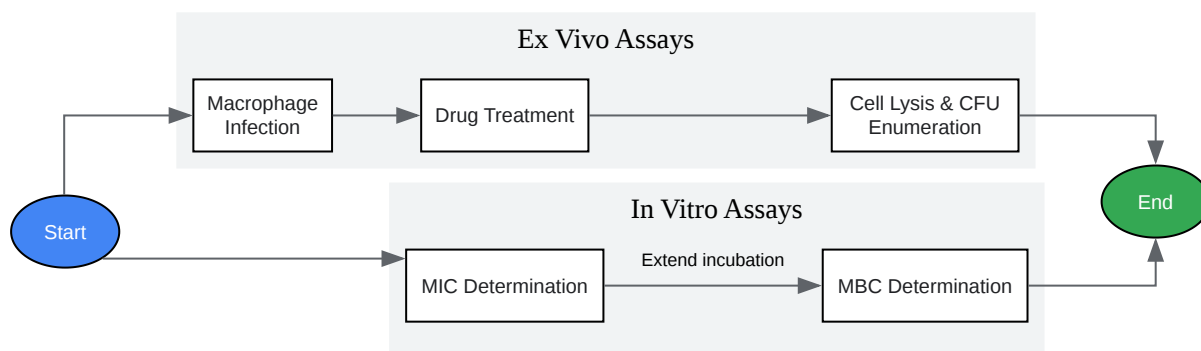 Ex Vivo Assays
Macrophage
Infection
Drug Treatment
Cell Lysis & CFU
Enumeration
Start
End
In Vitro Assays
MIC Determination
Extend incubation
MBC Determination